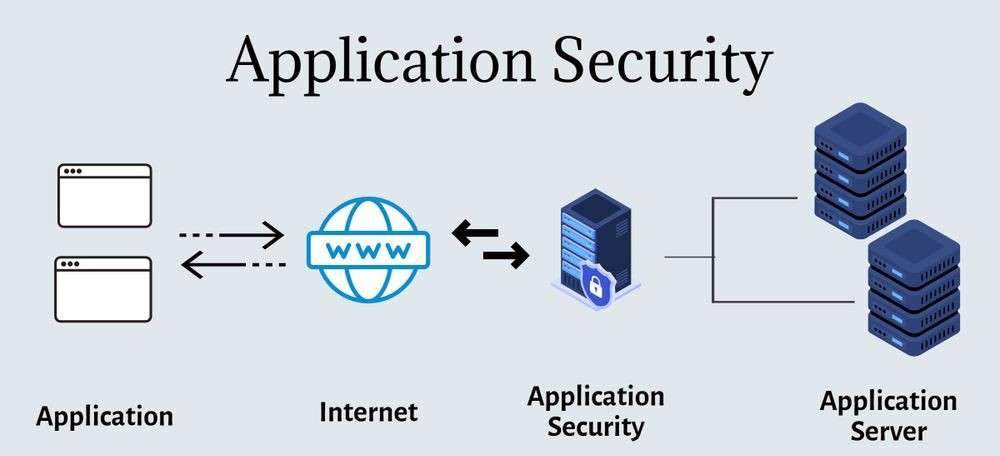 Application Security
WWW
Application
Internet
Application
Security
Application
Server